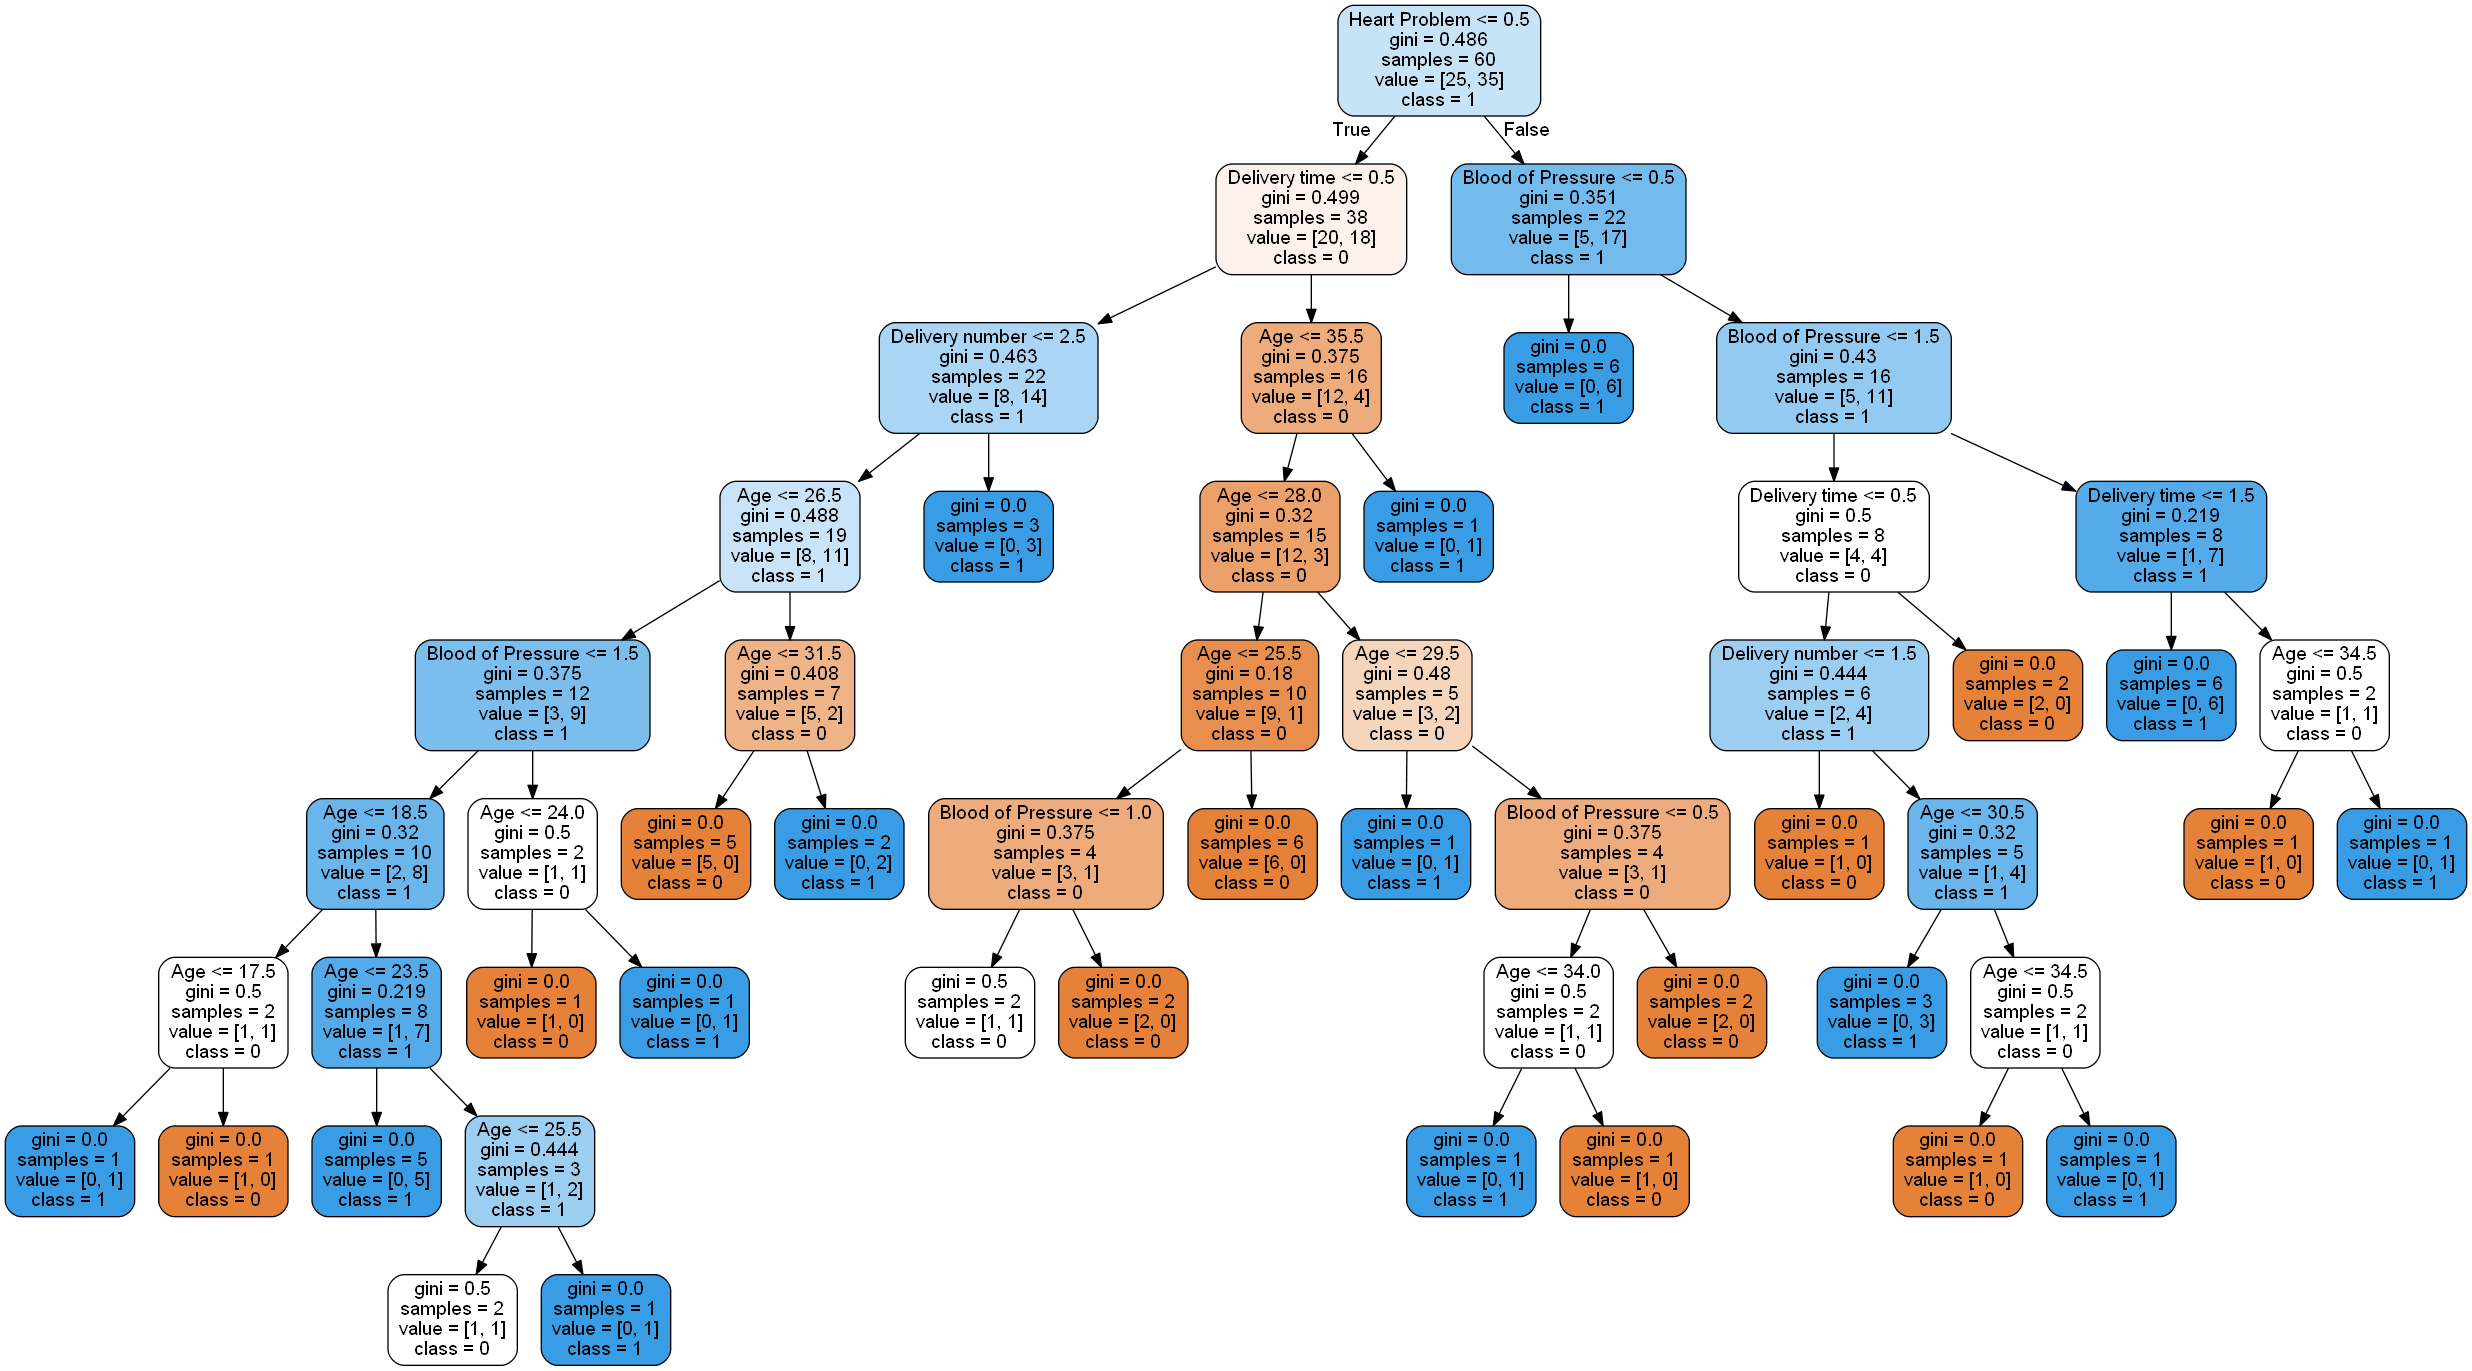 Heart Problem <= 0.5
gini = 0.486
samples = 60
value = [25, 35]
class = 1
True
False
Delivery time <= 0.5
gini = 0.499
samples = 38
value = [20, 18]
class = 0
Blood of Pressure <= 0.5
gini = 0.351
samples = 22
value = [5, 17]
class = 1
Delivery number <= 2.5
gini = 0.463
samples = 22
value = [8, 14]
class = 1
Age <= 35.5
gini = 0.375
samples = 16
value = [12, 4]
class = 0
gini = 0.0
samples = 6
value = [0, 6]
class = 1
Blood of Pressure <= 1.5
gini = 0.43
samples = 16
value = [5, 11]
class = 1
Age <= 26.5
gini = 0.488
samples = 19
value = [8, 11]
class = 1
gini = 0.0
samples = 3
value = [0, 3]
class = 1
Age <= 28.0
gini = 0.32
samples = 15
value = [12, 3]
class = 0
gini = 0.0
samples = 1
value = [0, 1]
class = 1
Delivery time <= 0.5
gini = 0.5
samples = 8
value = [4, 4]
class = 0
Delivery time <= 1.5
gini = 0.219
samples = 8
value = [1, 7]
class = 1
Blood of Pressure <= 1.5
gini = 0.375
samples = 12
value = [3, 9]
class = 1
Age <= 31.5
gini = 0.408
samples = 7
value = [5, 2]
class = 0
Age <= 25.5
gini = 0.18
samples = 10
value = [9, 1]
class = 0
Age <= 29.5
gini = 0.48
samples = 5
value = [3, 2]
class = 0
Delivery number <= 1.5
gini = 0.444
samples = 6
value = [2, 4]
class = 1
gini = 0.0
samples = 2
value = [2, 0]
class = 0
gini = 0.0
samples = 6
value = [0, 6]
class = 1
Age <= 34.5
gini = 0.5
samples = 2
value = [1, 1]
class = 0
Age <= 18.5
gini = 0.32
samples = 10
value = [2, 8]
class = 1
Age <= 24.0
gini = 0.5
samples = 2
value = [1, 1]
class = 0
gini = 0.0
samples = 5
value = [5, 0]
class = 0
gini = 0.0
samples = 2
value = [0, 2]
class = 1
Blood of Pressure <= 1.0
gini = 0.375
samples = 4
value = [3, 1]
class = 0
gini = 0.0
samples = 6
value = [6, 0]
class = 0
gini = 0.0
samples = 1
value = [0, 1]
class = 1
Blood of Pressure <= 0.5
gini = 0.375
samples = 4
value = [3, 1]
class = 0
gini = 0.0
samples = 1
value = [1, 0]
class = 0
Age <= 30.5
gini = 0.32
samples = 5
value = [1, 4]
class = 1
gini = 0.0
samples = 1
value = [1, 0]
class = 0
gini = 0.0
samples = 1
value = [0, 1]
class = 1
Age <= 17.5
gini = 0.5
samples = 2
value = [1, 1]
class = 0
Age <= 23.5
gini = 0.219
samples = 8
value = [1, 7]
class = 1
gini = 0.0
samples = 1
value = [1, 0]
class = 0
gini = 0.0
samples = 1
value = [0, 1]
class = 1
gini = 0.5
samples = 2
value = [1, 1]
class = 0
gini = 0.0
samples = 2
value = [2, 0]
class = 0
Age <= 34.0
gini = 0.5
samples = 2
value = [1, 1]
class = 0
gini = 0.0
samples = 2
value = [2, 0]
class = 0
gini = 0.0
samples = 3
value = [0, 3]
class = 1
Age <= 34.5
gini = 0.5
samples = 2
value = [1, 1]
class = 0
gini = 0.0
samples = 1
value = [0, 1]
class = 1
gini = 0.0
samples = 1
value = [1, 0]
class = 0
gini = 0.0
samples = 5
value = [0, 5]
class = 1
Age <= 25.5
gini = 0.444
samples = 3
value = [1, 2]
class = 1
gini = 0.0
samples = 1
value = [0, 1]
class = 1
gini = 0.0
samples = 1
value = [1, 0]
class = 0
gini = 0.0
samples = 1
value = [1, 0]
class = 0
gini = 0.0
samples = 1
value = [0, 1]
class = 1
gini = 0.5
samples = 2
value = [1, 1]
class = 0
gini = 0.0
samples = 1
value = [0, 1]
class = 1